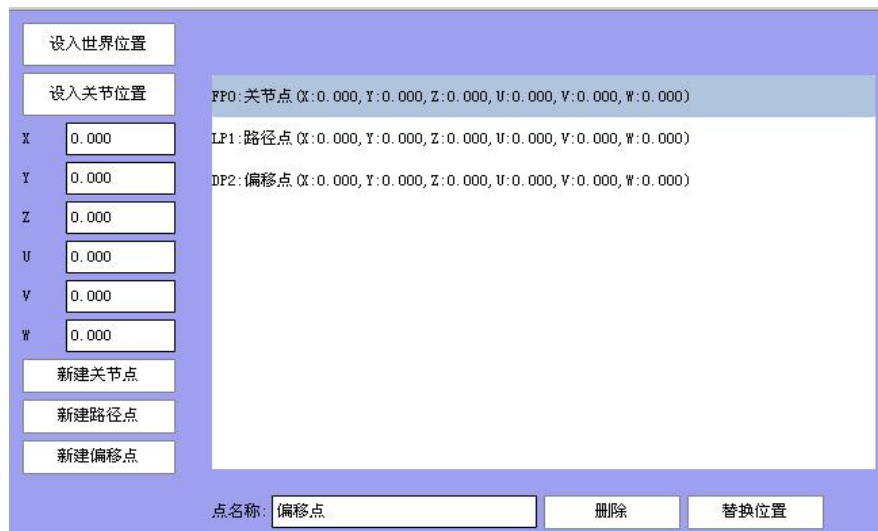 设入世界位置
设入关节位置
X 0.000
Y 0.000
Z 0.000
U 0.000
V 0.000
W 0.000
新建关节点
新建路径点
新建偏移点
FP0:关节点(X:0.000,Y:0.000,Z:0.000,U:0.000,V:0.000,W:0.000)
LP1:路径点(X:0.000,Y:0.000,Z:0.000,U:0.000,V:0.000,W:0.000)
DP2:偏移点(X:0.000,Y:0.000,Z:0.000,U:0.000,V:0.000,W:0.000)
点名称: 偏移点 删除 替换位置